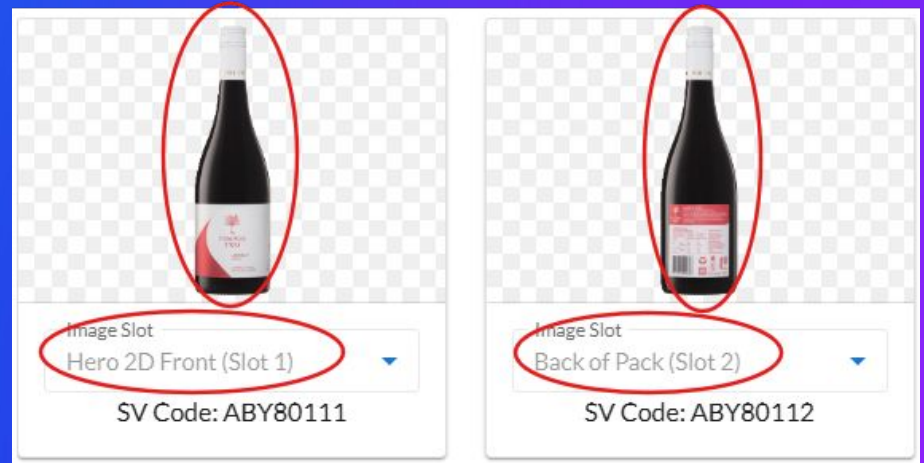 Image Slot
Hero 2D Front (Slot 1)
SV Code: ABY80111
Image Slot
Back of Pack (Slot 2)
SV Code: ABY80112